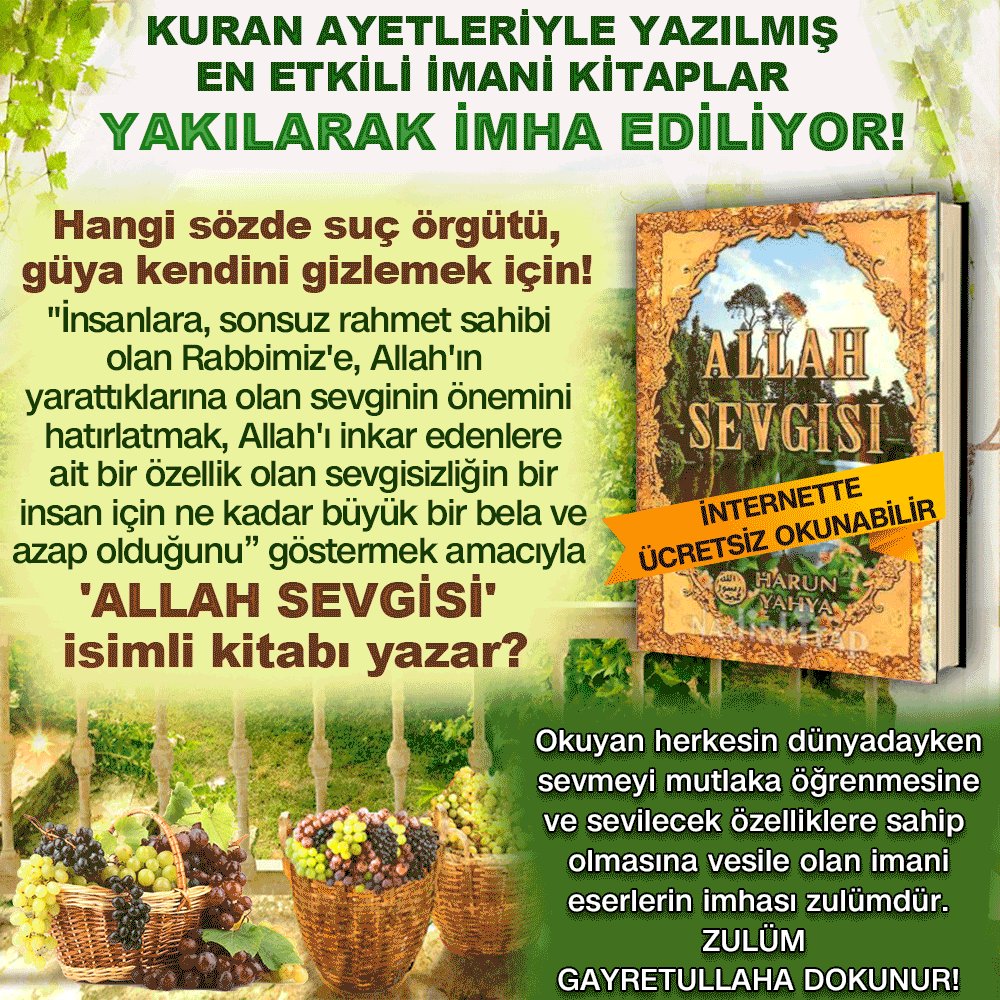 KURAN AYETLERİYLE YAZILMIŞ
EN ETKİLİ İMANİ KİTAPLAR
YAKILARAK İMHA EDİLİYOR!
Hangi sözde suç örgütü,
güya kendini gizlemek için!
"İnsanlara, sonsuz rahmet sahibi
olan Rabbimiz'e, Allah'ın
yarattıklarına olan sevginin önemini
hatırlatmak, Allah'ı inkar edenlere
ait bir özellik olan sevgisizliğin bir
insan için ne kadar büyük bir bela ve
azap olduğunu” göstermek amacıyla
'ALLAH SEVGİSİ'
isimli kitabı yazar?
ALLAH
SEVGİSİ
İNTERNETTE
ÜCRETSİZ OKUNABİLİR
HARUN
YAHYA
Okuyan herkesin dünyadayken
sevmeyi mutlaka öğrenmesine
ve sevilecek özelliklere sahip
olmasına vesile olan imani
eserlerin imhası zulümdür.
ZULÜM
GAYRETULLAHA DOKUNUR!